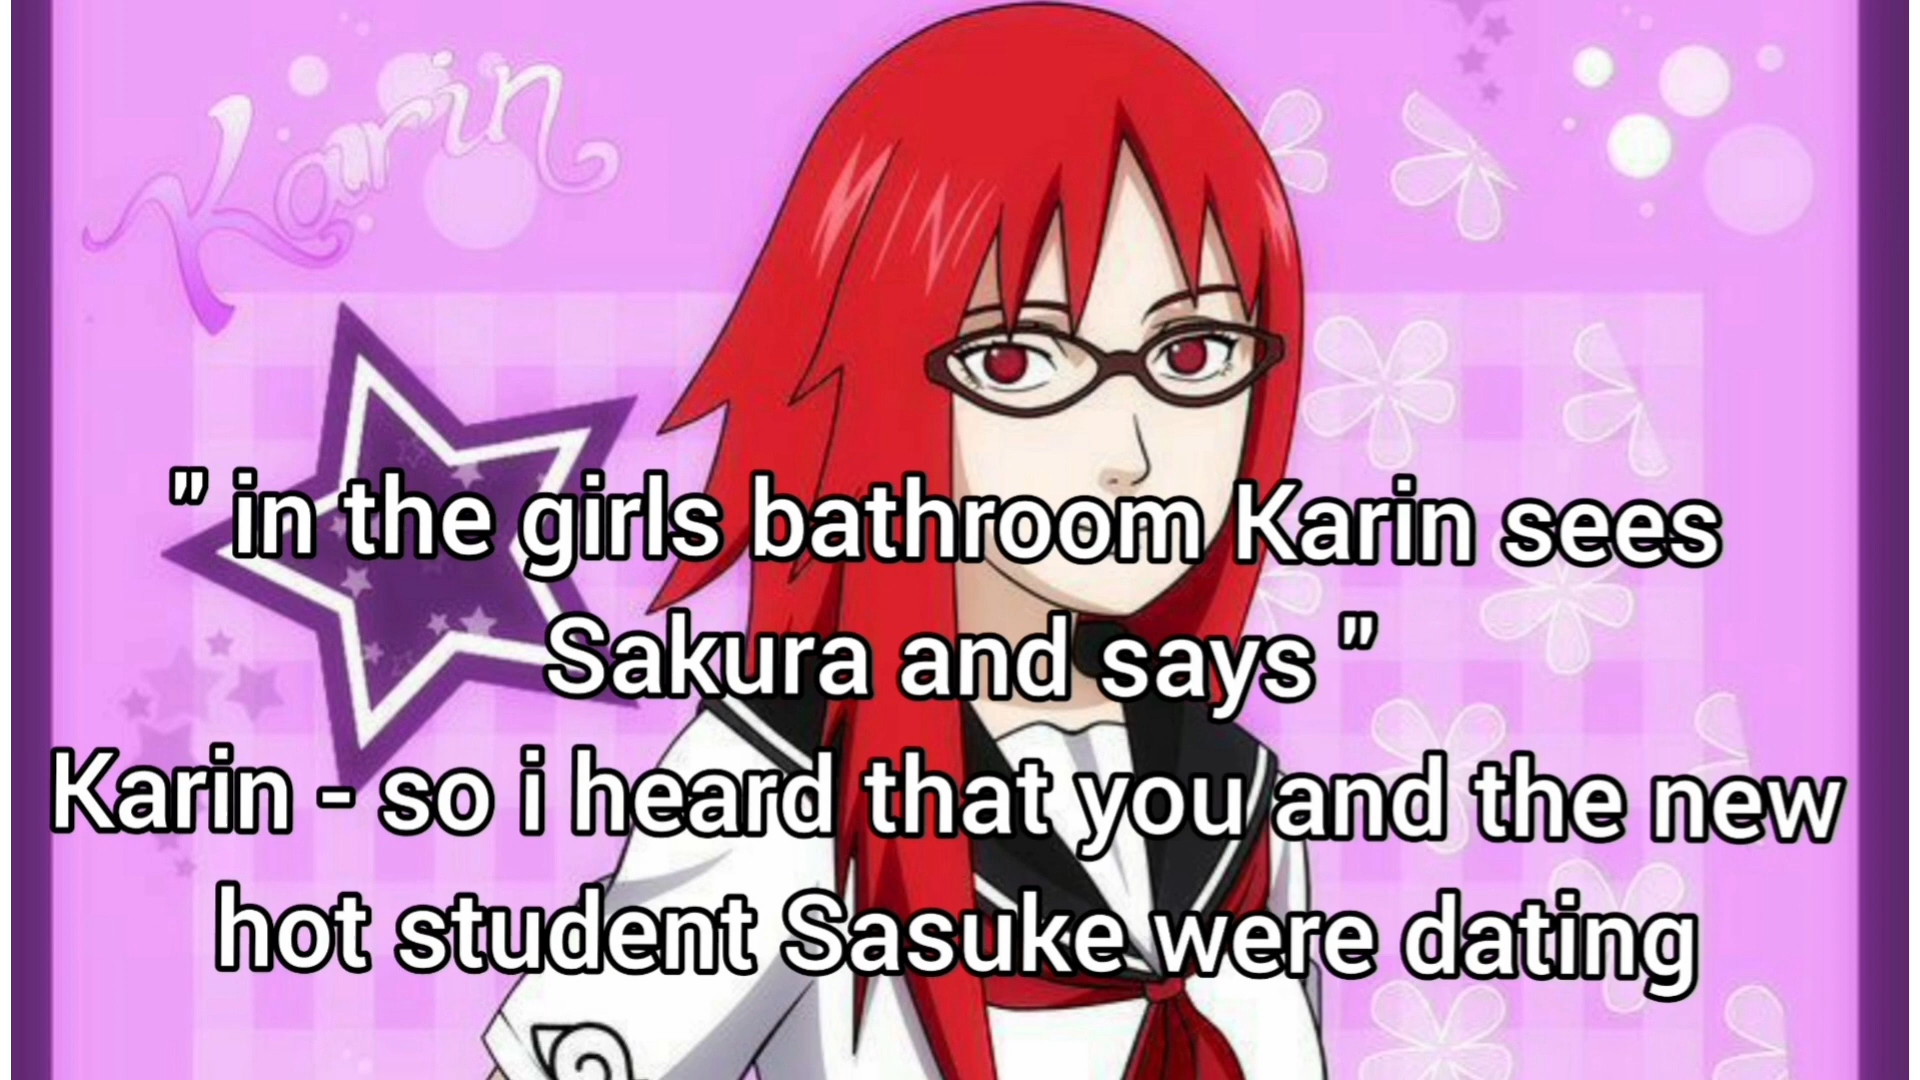 Karin
" in the girls bathroom Karin sees
Sakura and says "
Karin - so i heard that you and the new
hot student Sasuke were dating